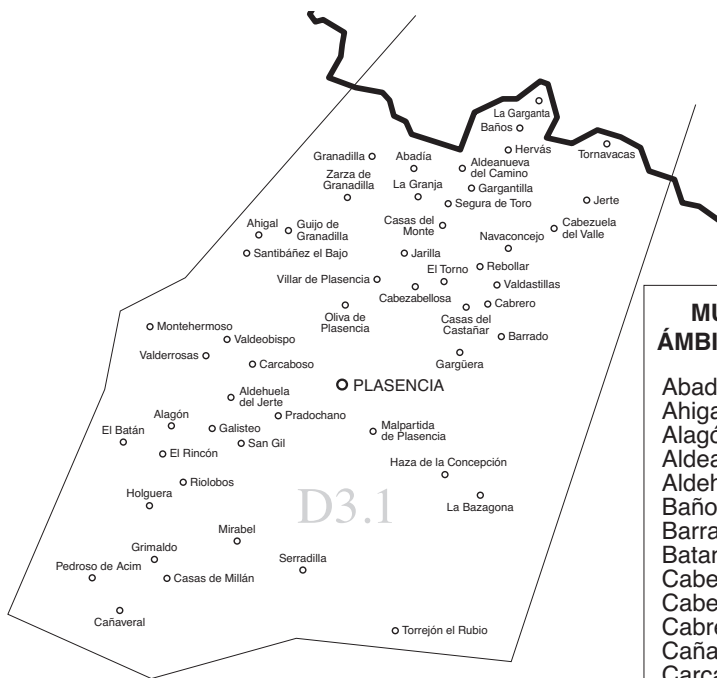 La Garganta
Baños
Hervás
Tornavacas
Granadilla
Abadía
Aldeanueva
del Camino
Zarza de
Granadilla
La Granja
Gargantilla
Segura de Toro
Jerte
Ahigal
Guijo de
Granadilla
Casas del
Monte
Navaconcejo
Cabezuela
del Valle
Santibáñez el Bajo
Jarilla
Rebollar
Villar de Plasencia
El Torno
Valdastillas
Cabezabellosa
Cabrero
Oliva de
Plasencia
Casas del
Castañar
Montehermoso
Valdeobispo
Barrado
Valderrosas
Carcaboso
Gargüera
PLASENCIA
Aldehuela
del Jerte
Pradochano
Alagón
El Batán
Galisteo
San Gil
Malpartida
de Plasencia
El Rincón
Haza de la Concepción
Riolobos
Holguera
La Bazagona
D3.1
Mirabel
Grimaldo
Serradilla
Pedroso de Acim
Casas de Millán
Cañaveral
Torrejón el Rubio
MU
ÁMBI
Abad
Ahiga
Alagó
Aldea
Aldeh
Baño
Barra
Batan
Cabe
Cabe
Cabre
Caña
Carca